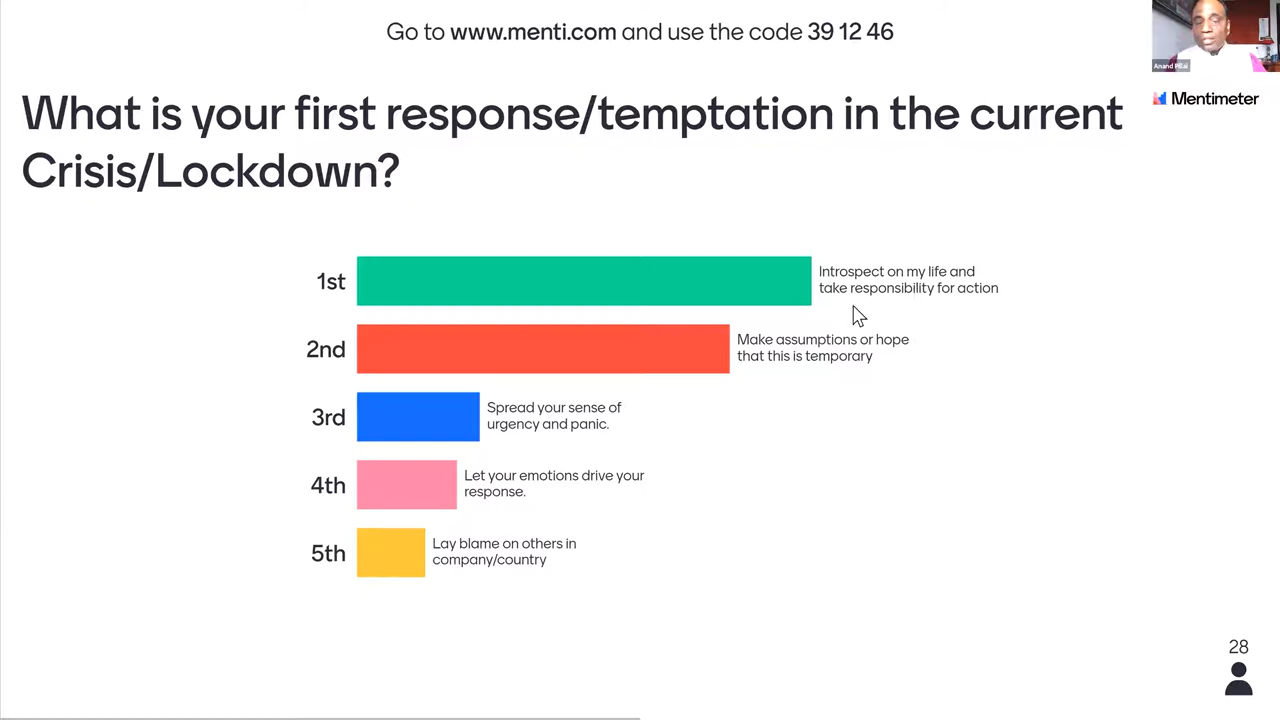 Go to www.menti.com and use the code 39 12 46
Anand Pillai
Mentimeter
What is your first response/temptation in the current
Crisis/Lockdown?
1st
Introspect on my life and
take responsibility for action
2nd
Make assumptions or hope
that this is temporary
3rd
Spread your sense of
urgency and panic.
4th
Let your emotions drive your
response.
5th
Lay blame on others in
company/country
28